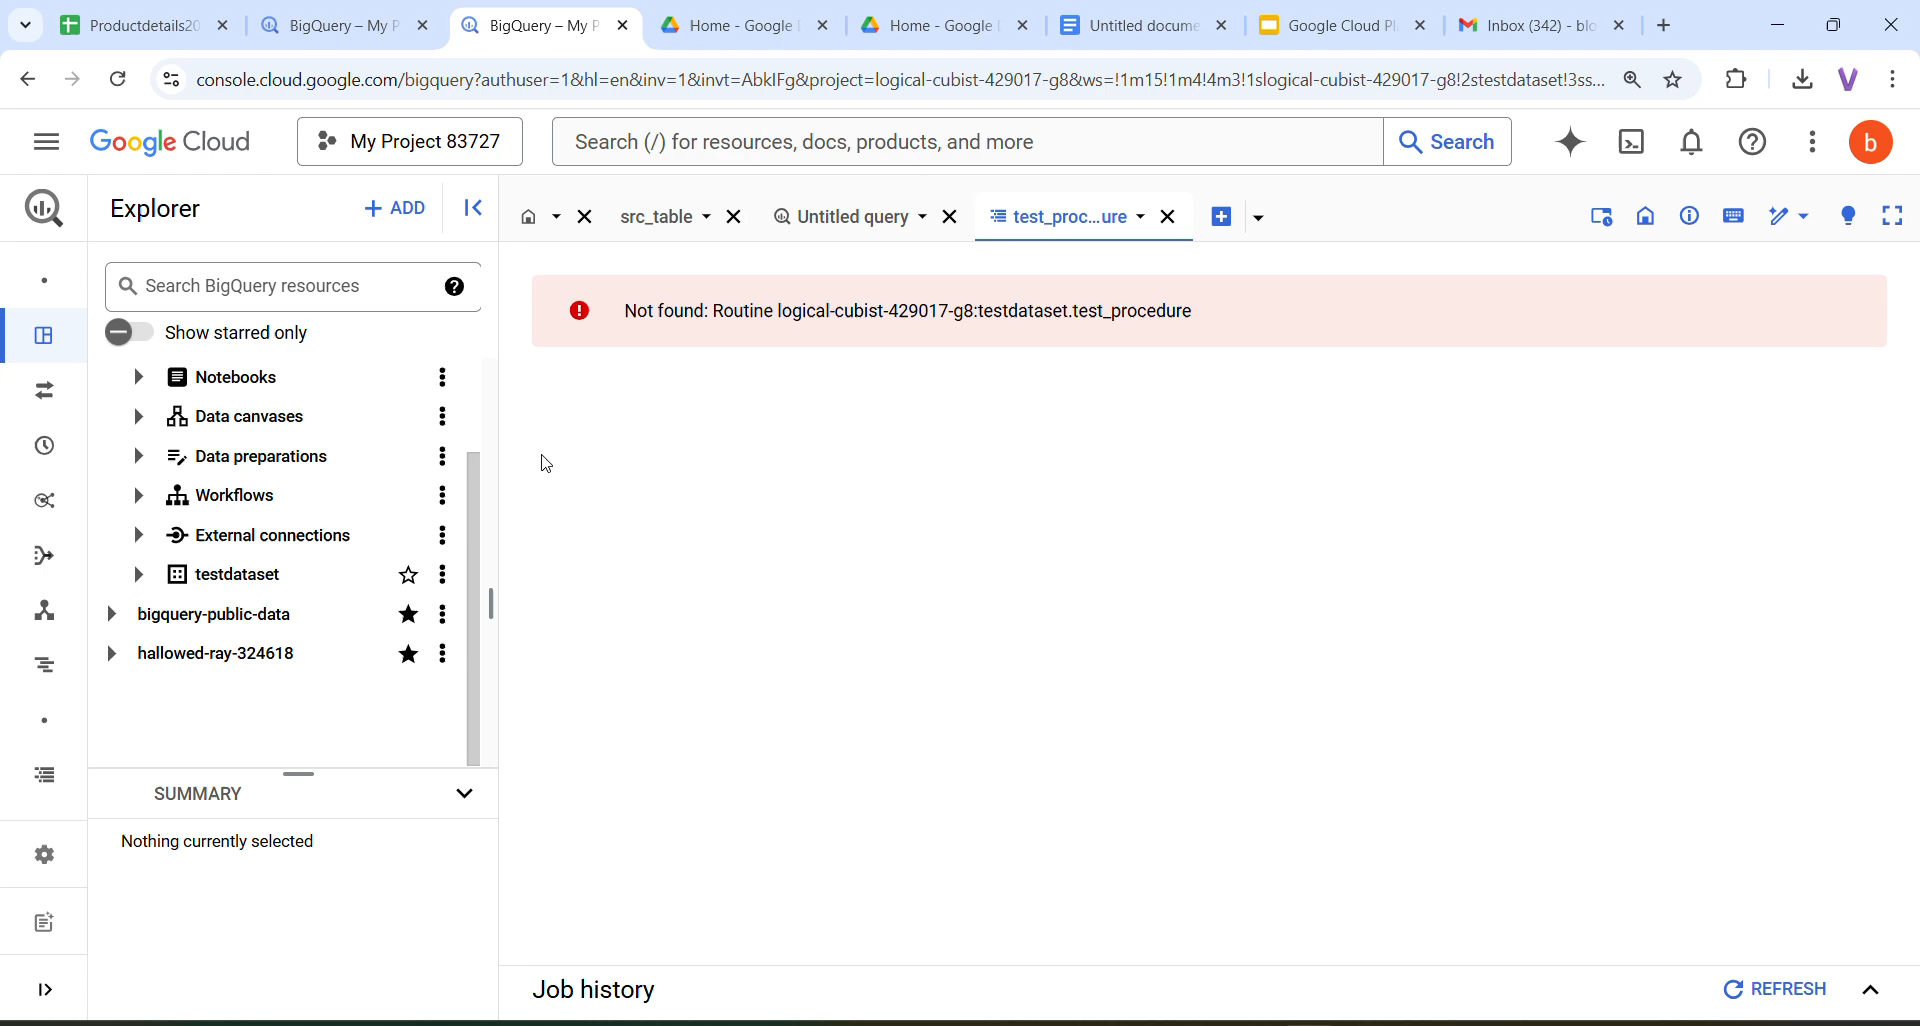 Productdetails20
BigQuery – My P
BigQuery – My P
Home - Google
Home - Google
Untitled docume
Google Cloud Pl
Inbox (342) - blo
console.cloud.google.com/bigquery?authuser=1&hl=en&inv=1&invt=AbklFg&project=logical-cubist-429017-g8&ws=!1m15!1m4!4m3!1slogical-cubist-429017-g8!2stestdataset!3ss...
Google Cloud
My Project 83727
Search (/) for resources, docs, products, and more
Search
b
Explorer
+ ADD
src_table
Untitled query
test_proc...ure
Search BigQuery resources
Show starred only
Not found: Routine logical-cubist-429017-g8:testdataset.test_procedure
Notebooks
Data canvases
Data preparations
Workflows
External connections
testdataset
bigquery-public-data
hallowed-ray-324618
SUMMARY
Nothing currently selected
Job history
REFRESH